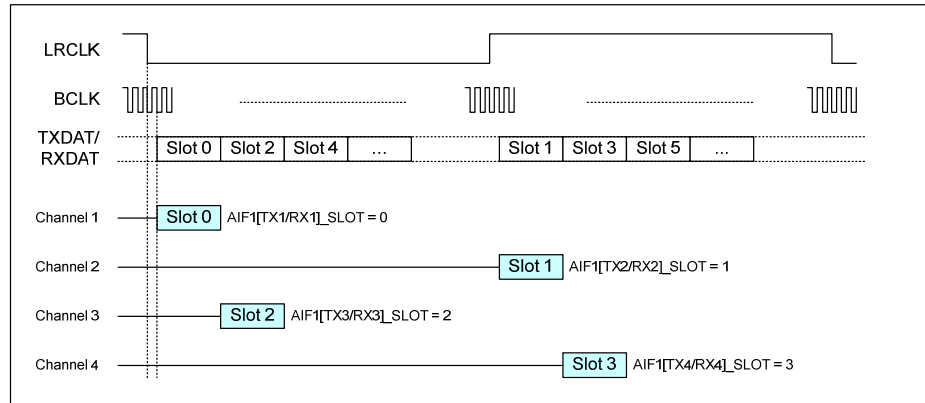 LRCLK
BCLK
TXDAT/
RXDAT
Slot 0 Slot 2 Slot 4 ... Slot 1 Slot 3 Slot 5 ...
Channel 1 Slot 0 AIF1[TX1/RX1]_SLOT = 0
Channel 2 Slot 1 AIF1[TX2/RX2]_SLOT = 1
Channel 3 Slot 2 AIF1[TX3/RX3]_SLOT = 2
Channel 4 Slot 3 AIF1[TX4/RX4]_SLOT = 3